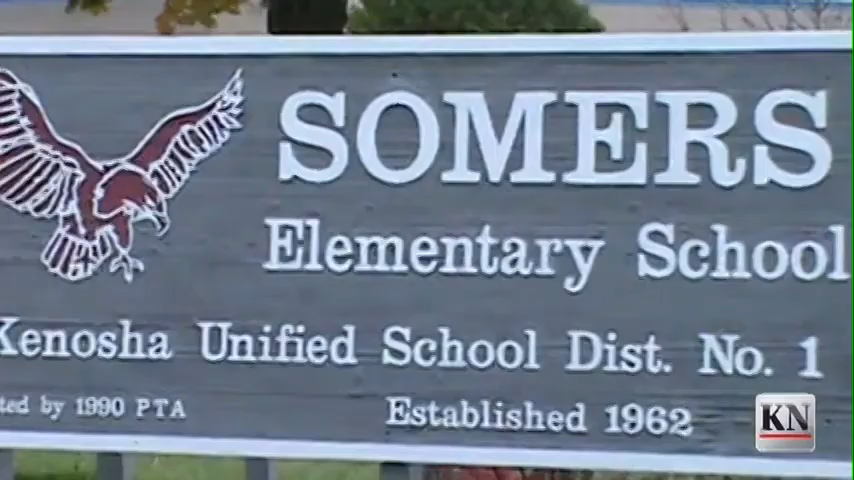 SOMERS
Elementary School
Kenosha Unified School Dist. No. 1
by 1990 PTA
Established 1962
KN